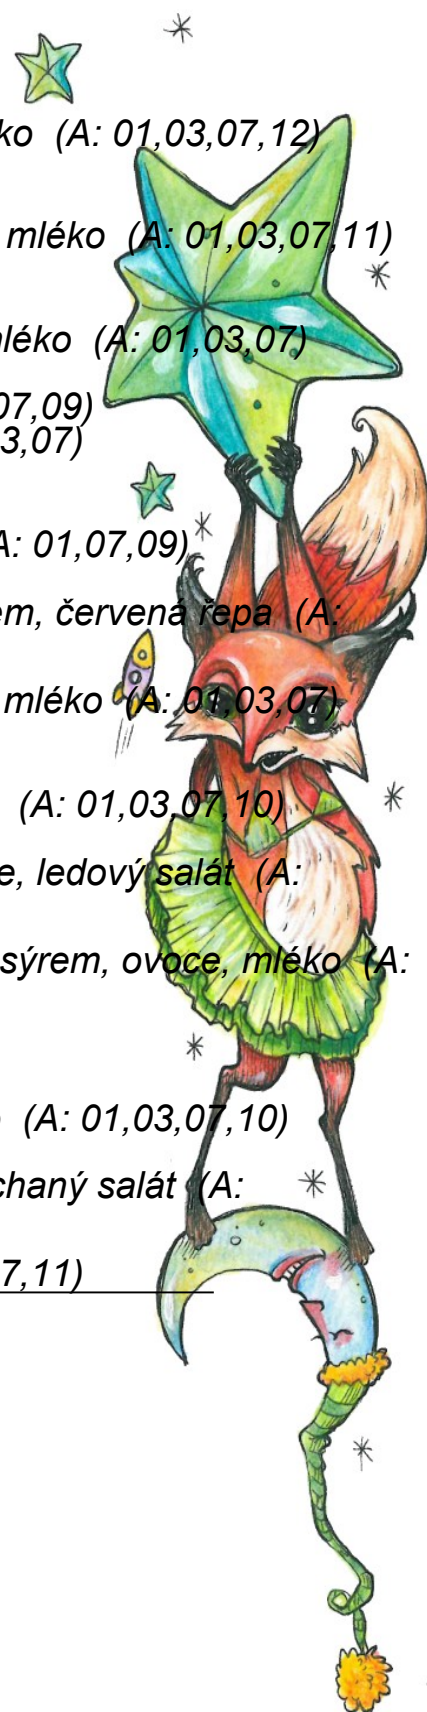 ko (A: 01,03,07,12)
mléko (A: 01,03,07,11)
léko (A: 01,03,07)
07,09)
3,07)
A: 01,07,09)
em, červená řepa (A:
mléko (A: 01,03,07)
(A: 01,03,07,10)
e, ledový salát (A:
sýrem, ovoce, mléko (A:
(A: 01,03,07,10)
chaný salát (A:
7,11)